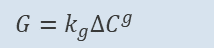 G = k_g ΔC^g